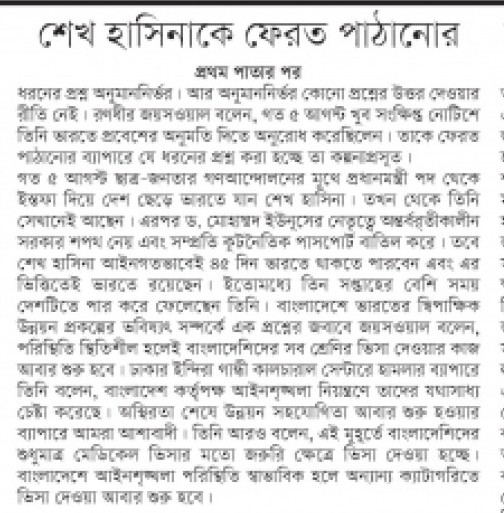 শেখ হাসিনাকে ফেরত পাঠানোর
প্রথম পাতার পর
ধরনের প্রশ্ন অনুমাননির্ভর। আর অনুমাননির্ভর কোনো প্রশ্নের উত্তর দেওয়ার
রীতি নেই। রণধীর জয়সওয়াল বলেন, গত ৫ আগস্ট খুব সংক্ষিপ্ত নোটিশে
তিনি ভারতে প্রবেশের অনুমতি দিতে অনুরোধ করেছিলেন। তাকে ফেরত
পাঠানোর ব্যাপারে যে ধরনের প্রশ্ন করা হচ্ছে তা কল্পনাপ্রসূত।
গত ৫ আগস্ট ছাত্র-জনতার গণআন্দোলনের মুখে প্রধানমন্ত্রী পদ থেকে
ইস্তফা দিয়ে দেশ ছেড়ে ভারতে যান শেখ হাসিনা। তখন থেকে তিনি
সেখানেই আছেন। এরপর ড. মোহাম্মদ ইউনূসের নেতৃত্বে অন্তর্বর্তীকালীন
সরকার শপথ নেয় এবং সম্প্রতি কূটনৈতিক পাসপোর্ট বাতিল করে। তবে
শেখ হাসিনা আইনগতভাবেই ৪৫ দিন ভারতে থাকতে পারবেন এবং এর
ভিত্তিতেই ভারতে রয়েছেন। ইতোমধ্যে তিন সপ্তাহের বেশি সময়
দেশটিতে পার করে ফেলেছেন তিনি। বাংলাদেশে ভারতের দ্বিপাক্ষিক
উন্নয়ন প্রকল্পের ভবিষ্যৎ সম্পর্কে এক প্রশ্নের জবাবে জয়সওয়াল বলেন,
পরিস্থিতি স্থিতিশীল হলেই বাংলাদেশিদের সব শ্রেণির ভিসা দেওয়ার কাজ
আবার শুরু হবে। ঢাকার ইন্দিরা গান্ধী কালচারাল সেন্টারে হামলার ব্যাপারে
তিনি বলেন, বাংলাদেশ কর্তৃপক্ষ আইনশৃঙ্খলা নিয়ন্ত্রণে তাদের যথাসাধ্য
চেষ্টা করেছে। অস্থিরতা শেষে উন্নয়ন সহযোগিতা আবার শুরু হওয়ার
ব্যাপারে আমরা আশাবাদী। তিনি আরও বলেন, এই মুহূর্তে বাংলাদেশিদের
শুধুমাত্র মেডিকেল ভিসার মতো জরুরি ক্ষেত্রে ভিসা দেওয়া হচ্ছে।
বাংলাদেশে আইনশৃঙ্খলা পরিস্থিতি স্বাভাবিক হলে অন্যান্য ক্যাটাগরিতে
ভিসা দেওয়া আবার শুরু হবে।